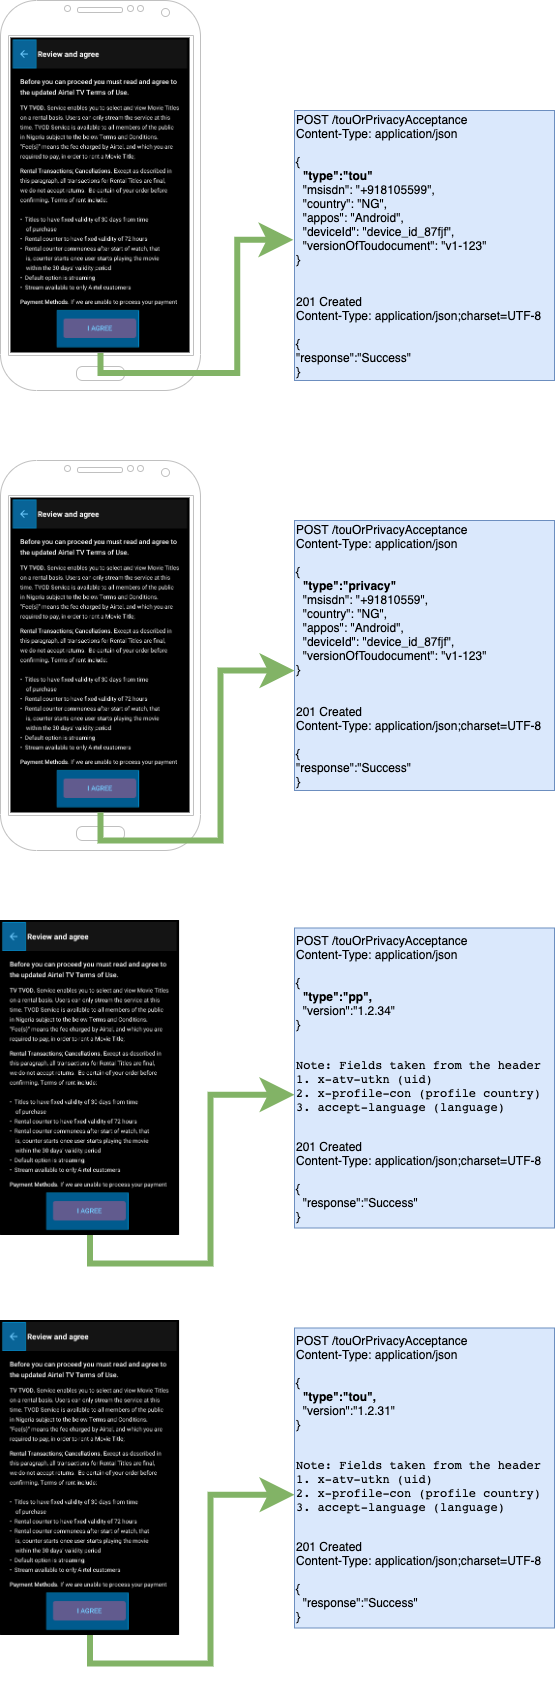 Review and agree
Before you can proceed you must read and agree to
the updated Airtel TV Terms of Use.
TV TVOD. Service enables you to select and view Movie Titles
on a rental basis. Users can only stream the service at this
time. TVOD Service is available to all members of the public
in Nigeria subject to the below Terms and Conditions.
"Fee(s)" means the fee charged by Airtel, and which you are
required to pay, in order to rent a Movie Title;
Rental Transactions; Cancellations. Except as described in
this paragraph, all transactions for Rental Titles are final,
we do not accept returns. Be certain of your order before
confirming. Terms of rent include:
- Titles to have fixed validity of 30 days from time
of purchase
- Rental counter to have fixed validity of 72 hours
- Rental counter commences after start of watch, that
is, counter starts once user starts playing the movie
within the 30 days' validity period
- Default option is streaming
- Stream available to only Airtel customers
Payment Methods. If we are unable to process your payment
I AGREE
POST /touOrPrivacyAcceptance
Content-Type: application/json
{
"type":"tou"
"msisdn": "+918105599",
"country": "NG",
"appos": "Android",
"deviceId": "device_id_87fjf",
"versionOfToudocument": "v1-123"
}
201 Created
Content-Type: application/json;charset=UTF-8
{
"response":"Success"
}
Review and agree
Before you can proceed you must read and agree to
the updated Airtel TV Terms of Use.
TV TVOD. Service enables you to select and view Movie Titles
on a rental basis. Users can only stream the service at this
time. TVOD Service is available to all members of the public
in Nigeria subject to the below Terms and Conditions.
"Fee(s)" means the fee charged by Airtel, and which you are
required to pay, in order to rent a Movie Title;
Rental Transactions; Cancellations. Except as described in
this paragraph, all transactions for Rental Titles are final,
we do not accept returns. Be certain of your order before
confirming. Terms of rent include:
- Titles to have fixed validity of 30 days from time
of purchase
- Rental counter to have fixed validity of 72 hours
- Rental counter commences after start of watch, that
is, counter starts once user starts playing the movie
within the 30 days' validity period
- Default option is streaming
- Stream available to only Airtel customers
Payment Methods. If we are unable to process your payment
I AGREE
POST /touOrPrivacyAcceptance
Content-Type: application/json
{
"type":"privacy"
"msisdn": "+91810559",
"country": "NG",
"appos": "Android",
"deviceId": "device_id_87fjf",
"versionOfToudocument": "v1-123"
}
201 Created
Content-Type: application/json;charset=UTF-8
{
"response":"Success"
}
Review and agree
Before you can proceed you must read and agree to
the updated Airtel TV Terms of Use.
TV TVOD. Service enables you to select and view Movie Titles
on a rental basis. Users can only stream the service at this
time. TVOD Service is available to all members of the public
in Nigeria subject to the below Terms and Conditions.
"Fee(s)" means the fee charged by Airtel, and which you are
required to pay, in order to rent a Movie Title;
Rental Transactions; Cancellations. Except as described in
this paragraph, all transactions for Rental Titles are final,
we do not accept returns. Be certain of your order before
confirming. Terms of rent include:
- Titles to have fixed validity of 30 days from time
of purchase
- Rental counter to have fixed validity of 72 hours
- Rental counter commences after start of watch, that
is, counter starts once user starts playing the movie
within the 30 days' validity period
- Default option is streaming
- Stream available to only Airtel customers
Payment Methods. If we are unable to process your payment
I AGREE
POST /touOrPrivacyAcceptance
Content-Type: application/json
{
"type":"pp",
"version":"1.2.34"
}
Note: Fields taken from the header
1. x-atv-utkn (uid)
2. x-profile-con (profile country)
3. accept-language (language)
201 Created
Content-Type: application/json;charset=UTF-8
{
"response":"Success"
}
Review and agree
Before you can proceed you must read and agree to
the updated Airtel TV Terms of Use.
TV TVOD. Service enables you to select and view Movie Titles
on a rental basis. Users can only stream the service at this
time. TVOD Service is available to all members of the public
in Nigeria subject to the below Terms and Conditions.
"Fee(s)" means the fee charged by Airtel, and which you are
required to pay, in order to rent a Movie Title;
Rental Transactions; Cancellations. Except as described in
this paragraph, all transactions for Rental Titles are final,
we do not accept returns. Be certain of your order before
confirming. Terms of rent include:
- Titles to have fixed validity of 30 days from time
of purchase
- Rental counter to have fixed validity of 72 hours
- Rental counter commences after start of watch, that
is, counter starts once user starts playing the movie
within the 30 days' validity period
- Default option is streaming
- Stream available to only Airtel customers
Payment Methods. If we are unable to process your payment
I AGREE
POST /touOrPrivacyAcceptance
Content-Type: application/json
{
"type":"tou",
"version":"1.2.31"
}
Note: Fields taken from the header
1. x-atv-utkn (uid)
2. x-profile-con (profile country)
3. accept-language (language)
201 Created
Content-Type: application/json;charset=UTF-8
{
"response":"Success"
}